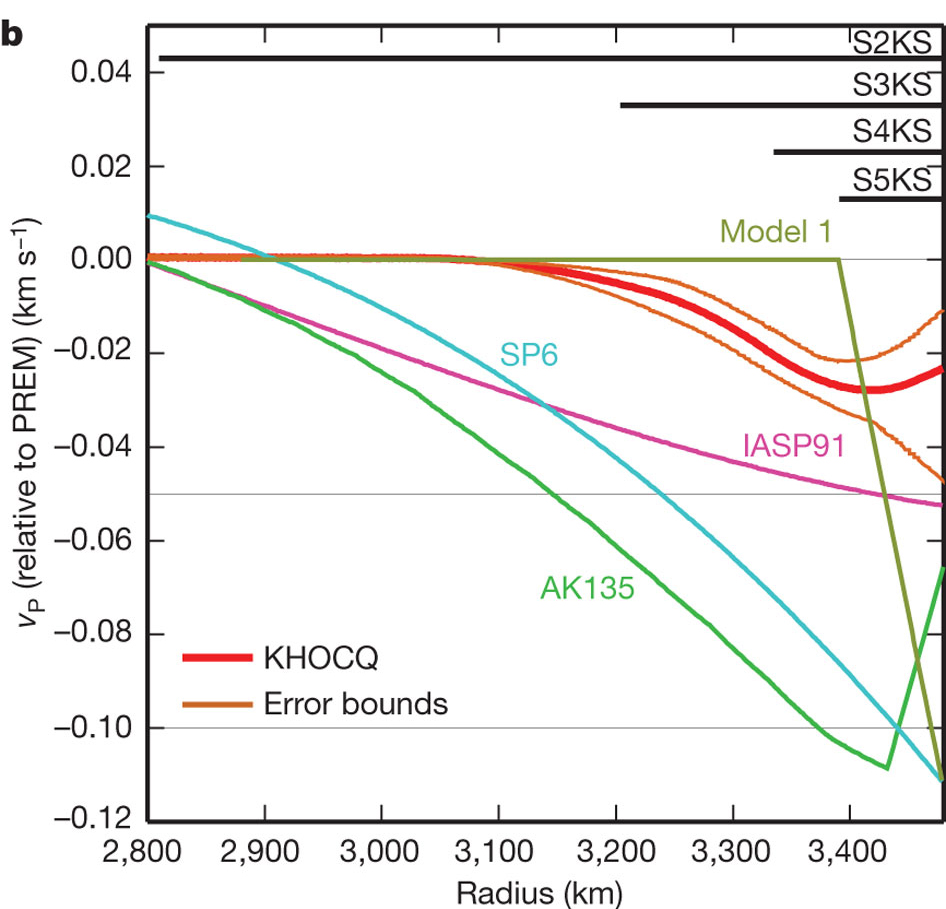 b
S2KS
0.04
S3KS
S4KS
0.02
S5KS
Model 1
0.00
−0.02
SP6
−0.04
IASP91
−0.06
AK135
−0.08
KHOCQ
Error bounds
−0.10
−0.12
2,800 2,900 3,000 3,100 3,200 3,300 3,400
Radius (km)
vP (relative to PREM) (km s−1)